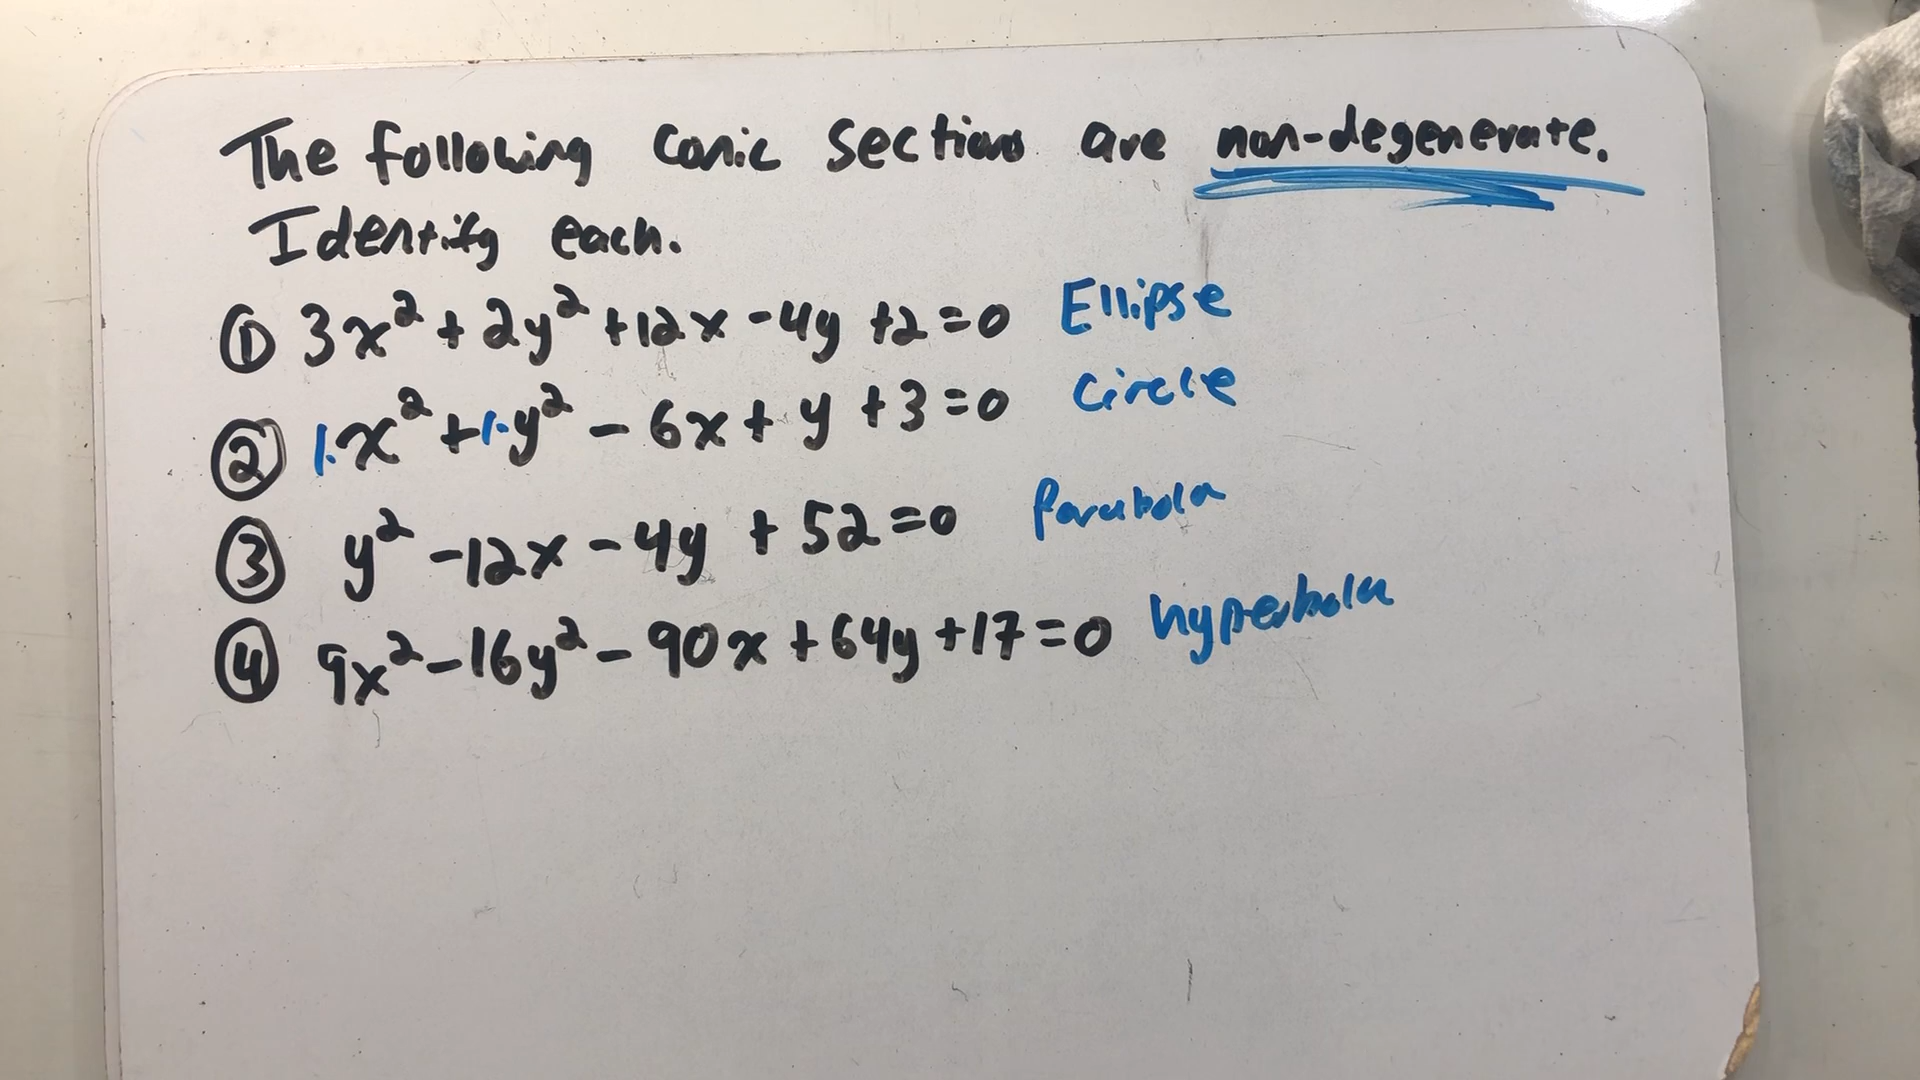 The following conic sections are non-degenerate.
Identify each.
① 3x² + 2y² + 12x - 4y + 2 = 0 Ellipse
② 1·x² + 1·y² - 6x + y + 3 = 0 circle
③ y² - 12x - 4y + 52 = 0 Parabola
④ 9x² - 16y² - 90x + 64y + 17 = 0 hyperbola